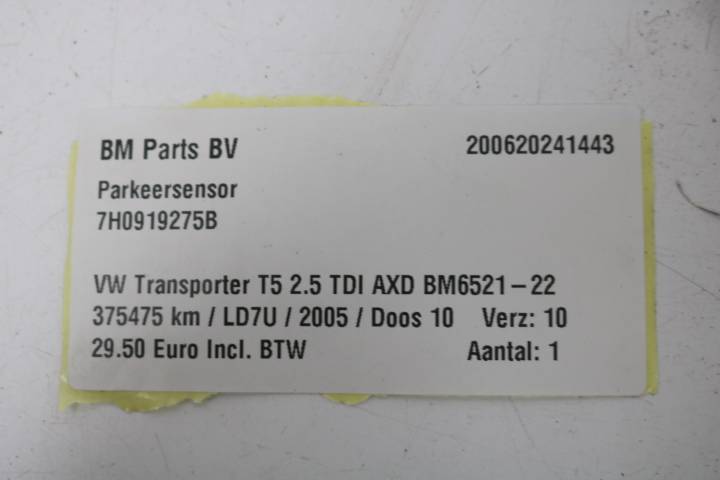 BM Parts BV 200620241443
Parkeersensor
7H0919275B
VW Transporter T5 2.5 TDI AXD BM6521-22
375475 km / LD7U / 2005 / Doos 10 Verz: 10
29.50 Euro Incl. BTW Aantal: 1